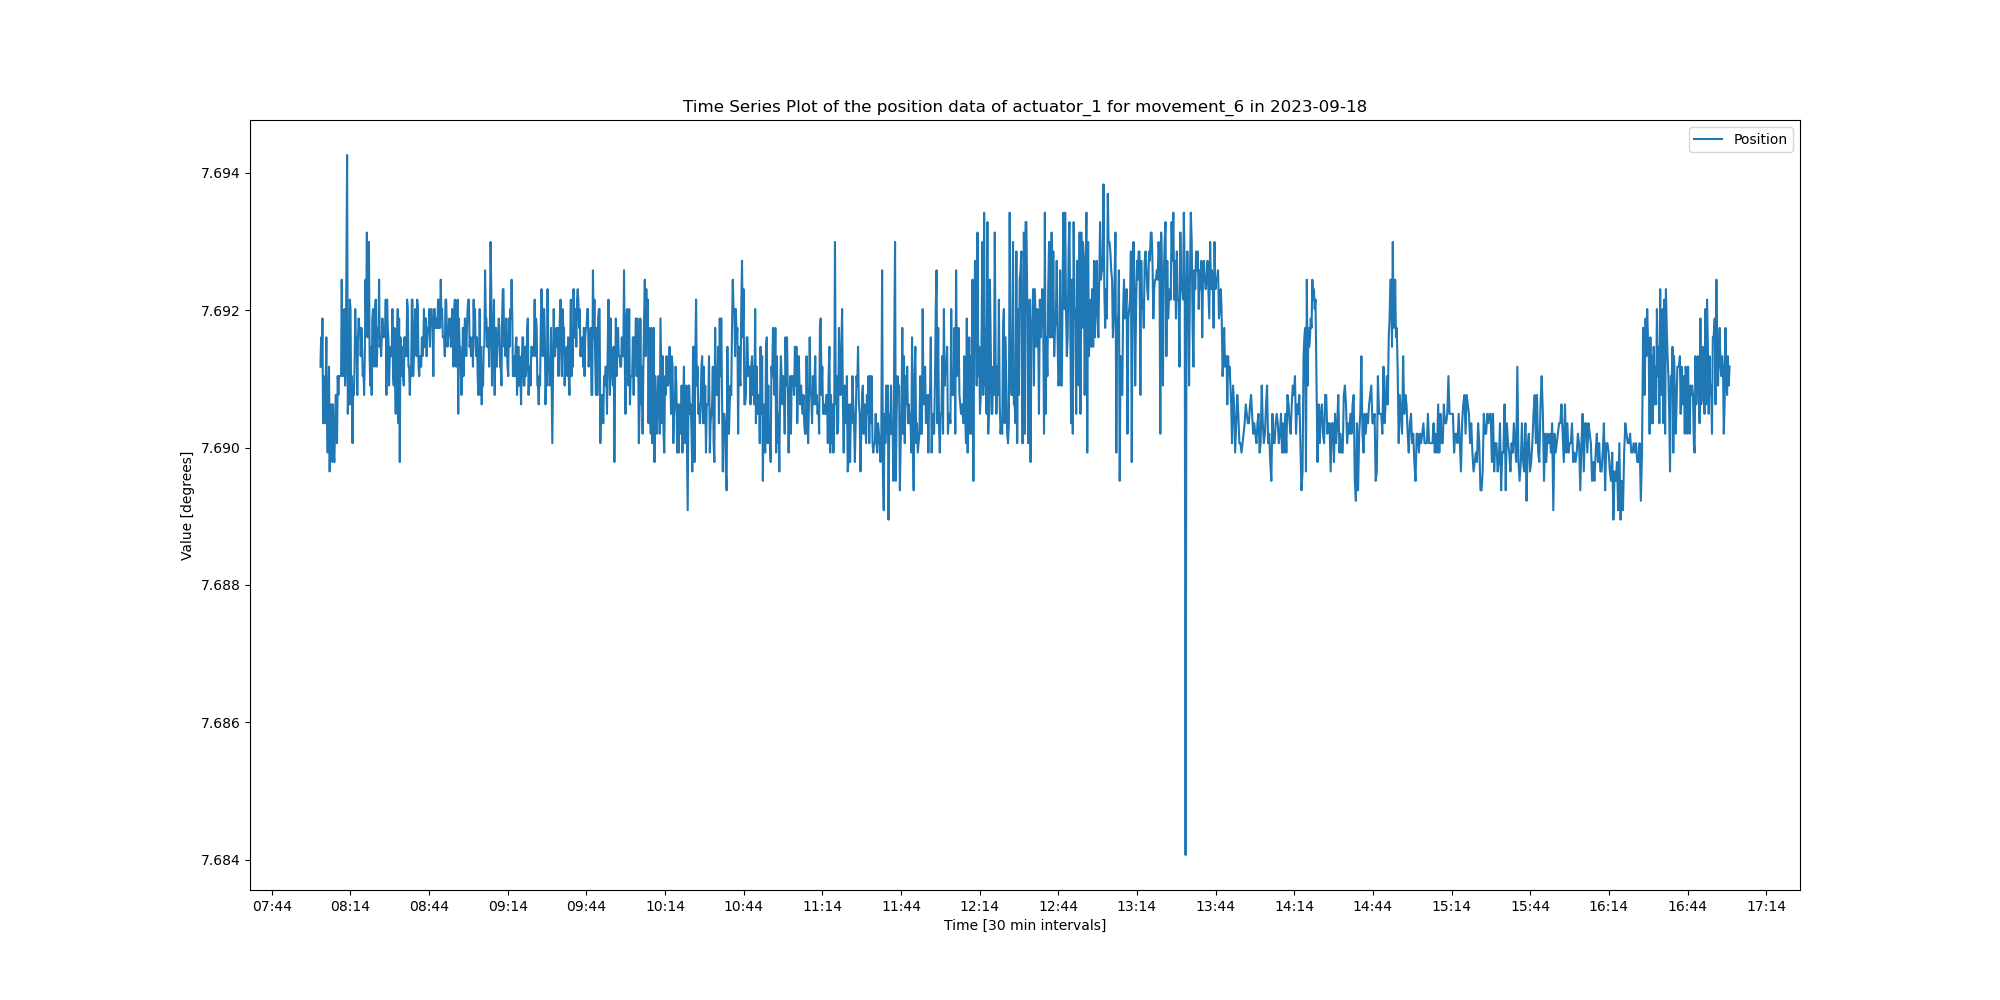 Time Series Plot of the position data of actuator_1 for movement_6 in 2023-09-18
Position
7.694
7.692
7.690
7.688
7.686
7.684
Value [degrees]
07:44 08:14 08:44 09:14 09:44 10:14 10:44 11:14 11:44 12:14 12:44 13:14 13:44 14:14 14:44 15:14 15:44 16:14 16:44 17:14
Time [30 min intervals]